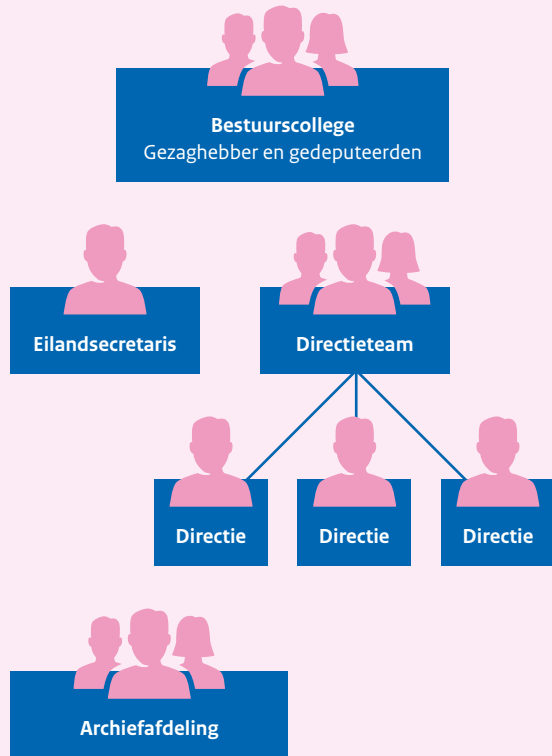 Bestuurscollege
Gezaghebber en gedeputeerden
Eilandsecretaris
Directieteam
Directie
Directie
Directie
Archiefafdeling